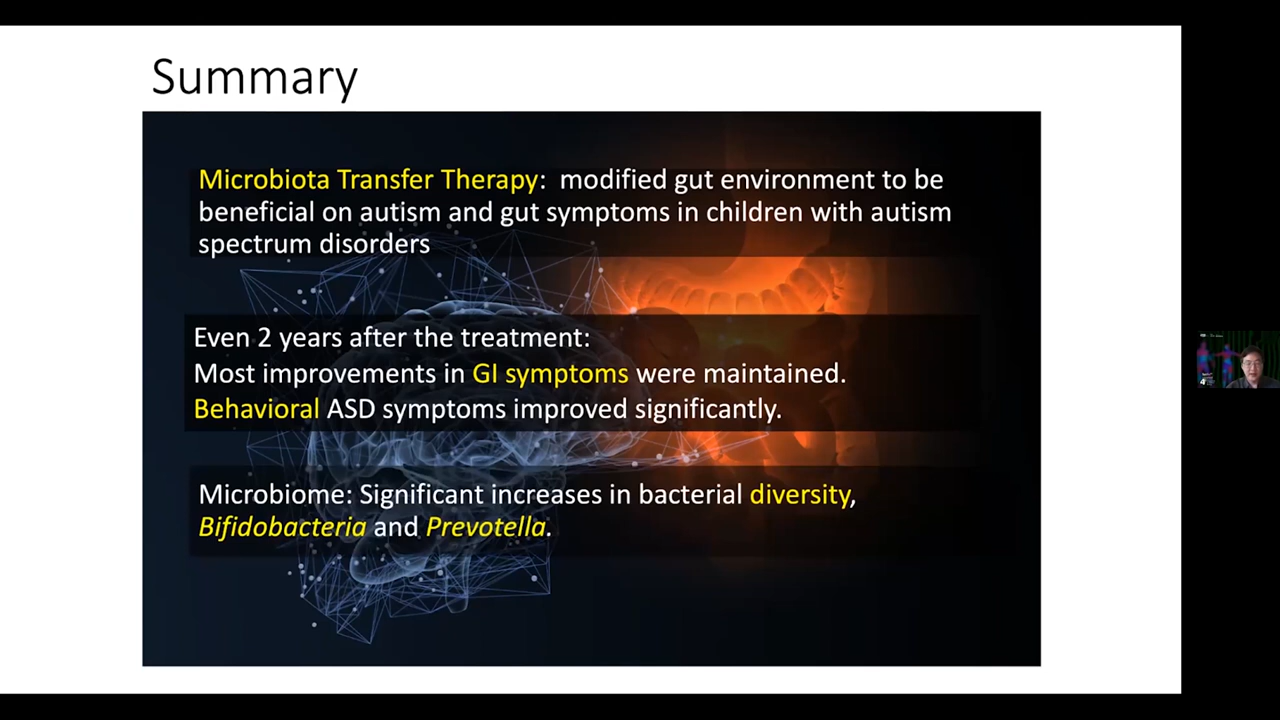 Summary
Microbiota Transfer Therapy: modified gut environment to be
beneficial on autism and gut symptoms in children with autism
spectrum disorders
Even 2 years after the treatment:
Most improvements in GI symptoms were maintained.
Behavioral ASD symptoms improved significantly.
Microbiome: Significant increases in bacterial diversity,
Bifidobacteria and Prevotella.